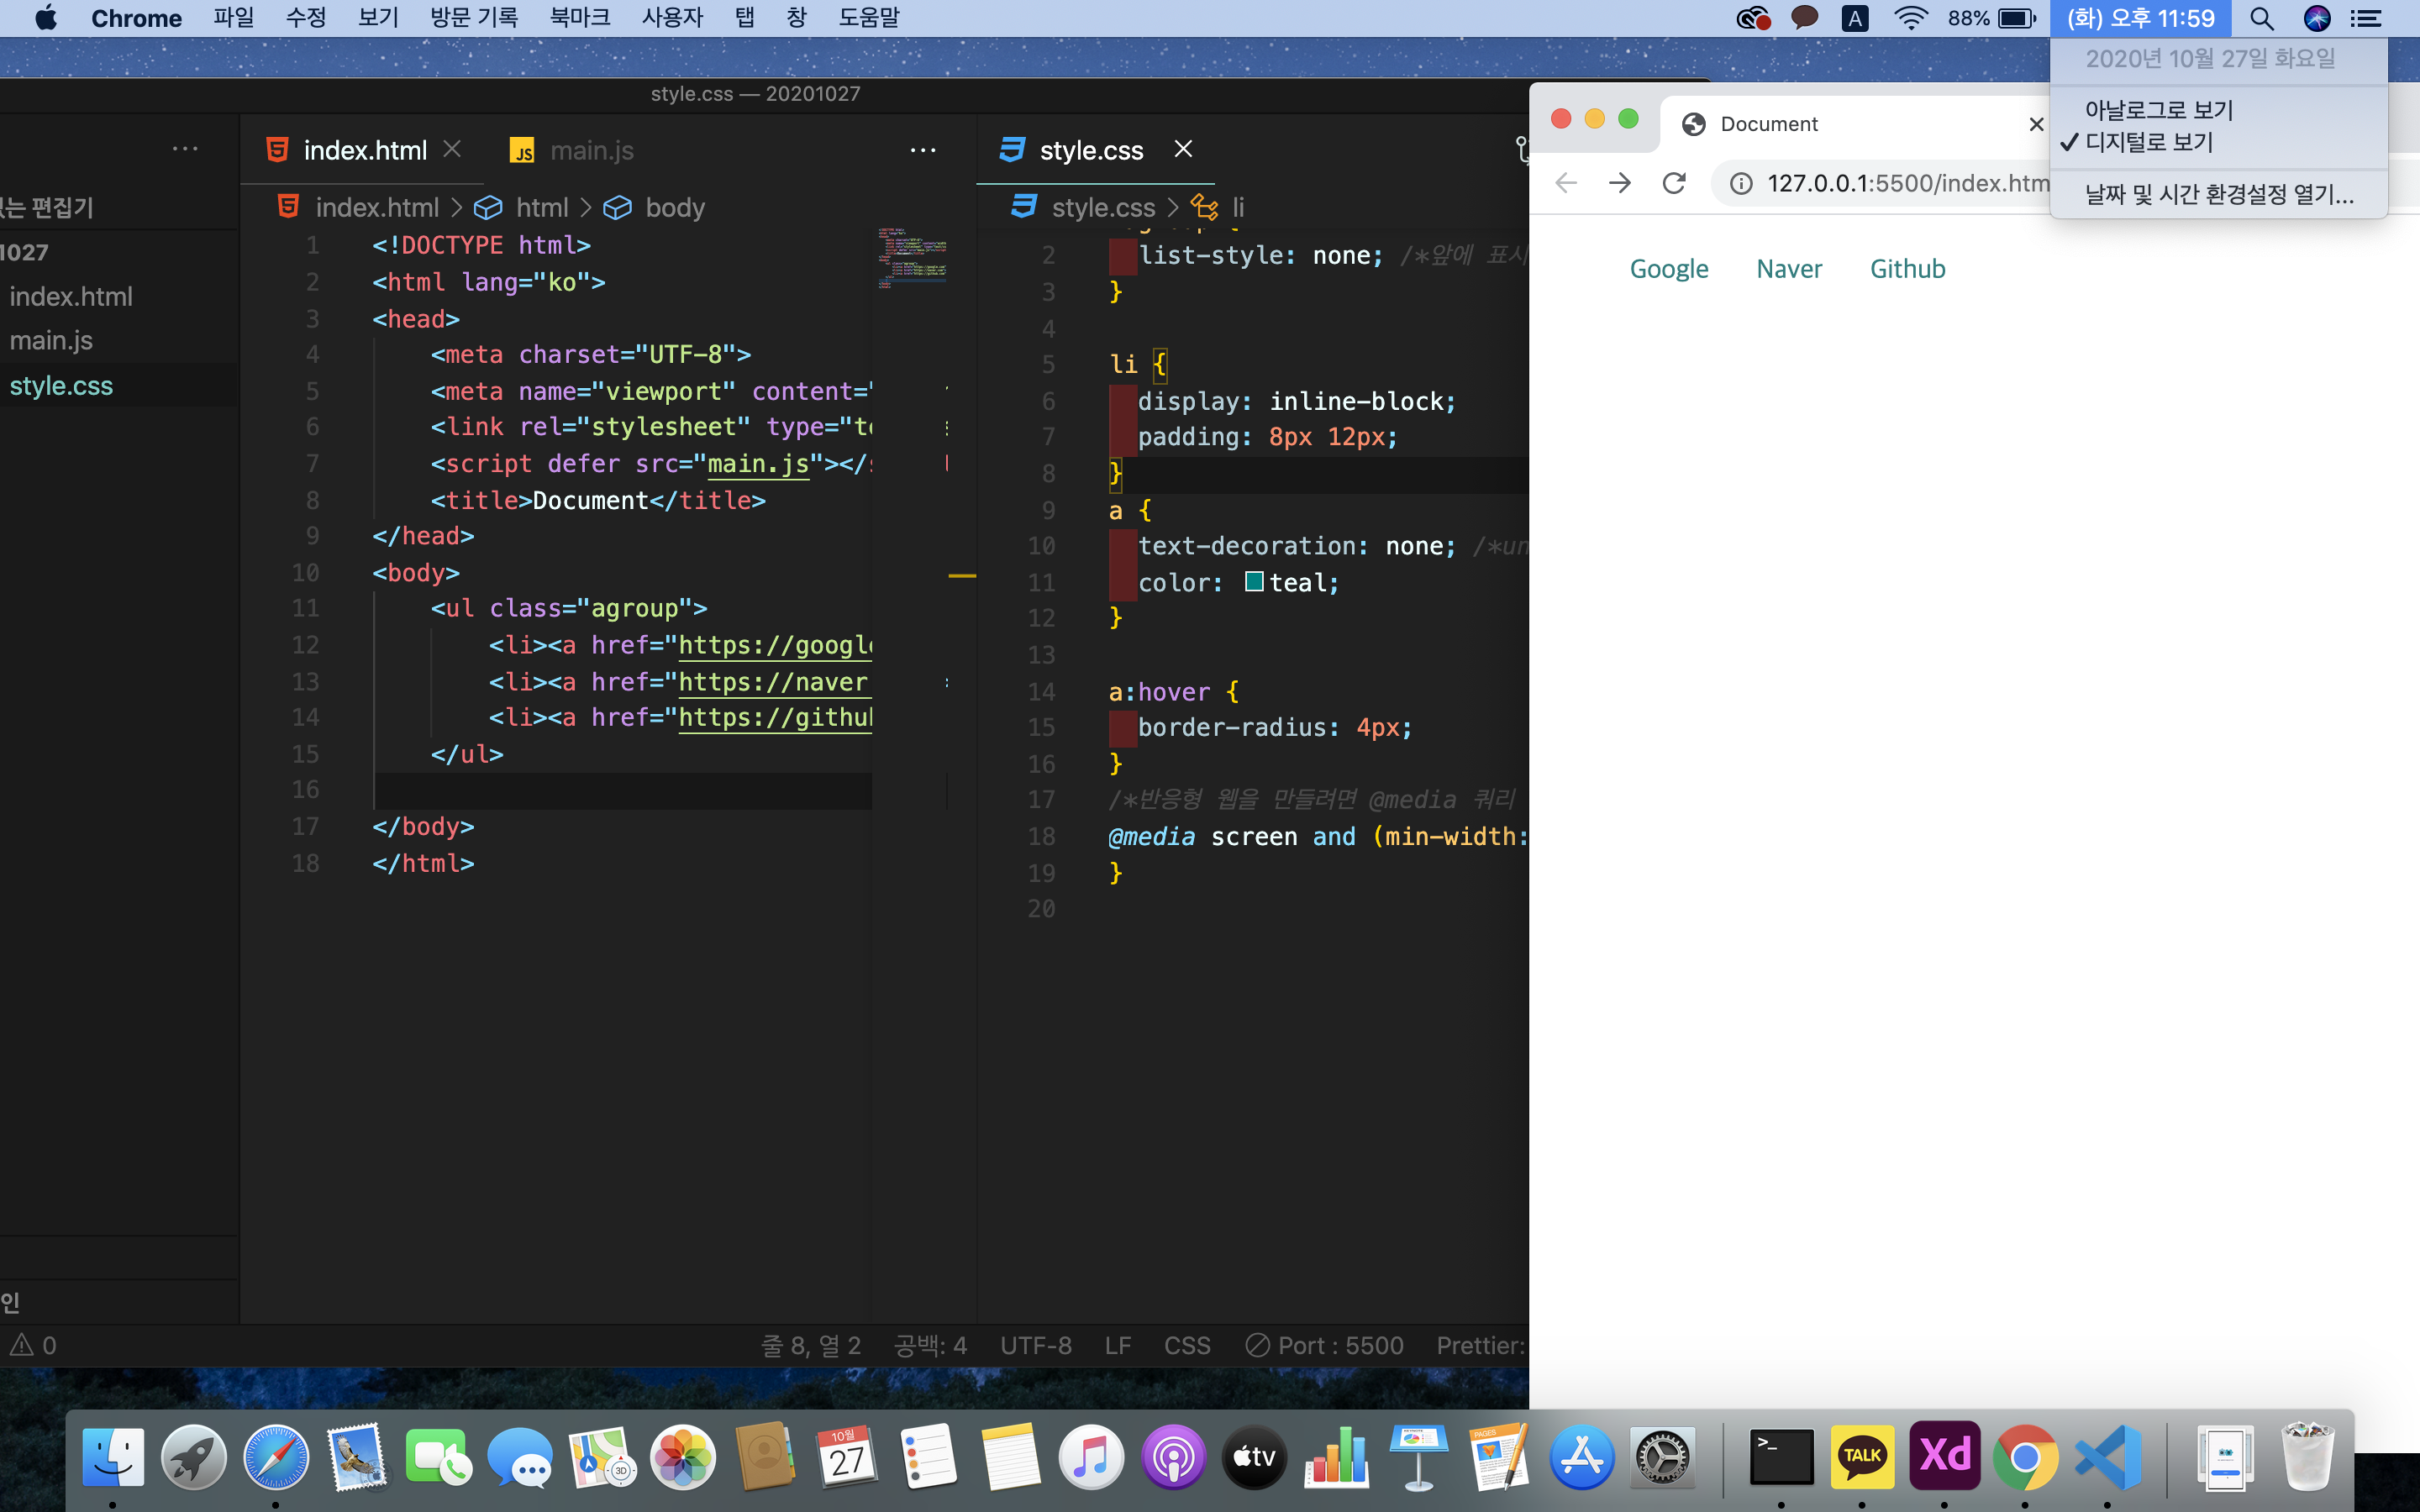 Chrome 파일 수정 보기 방문 기록 북마크 사용자 탭 창 도움말
A 88% (화) 오후 11:59
2020년 10월 27일 화요일
아날로그로 보기
✓ 디지털로 보기
날짜 및 시간 환경설정 열기...
style.css — 20201027
는 편집기
1027
index.html
main.js
style.css
인
0
index.html
JS main.js
index.html > html > body
1 <!DOCTYPE html>
2 <html lang="ko">
3 <head>
4 <meta charset="UTF-8">
5 <meta name="viewport" content="
6 <link rel="stylesheet" type="te
7 <script defer src="main.js"></s
8 <title>Document</title>
9 </head>
10 <body>
11 <ul class="agroup">
12 <li><a href="https://google
13 <li><a href="https://naver.
14 <li><a href="https://github
15 </ul>
16
17 </body>
18 </html>
style.css
style.css > li
2 list-style: none; /*앞에 표시
3 }
4
5 li {
6 display: inline-block;
7 padding: 8px 12px;
8 }
9 a {
10 text-decoration: none; /*un
11 color: teal;
12 }
13
14 a:hover {
15 border-radius: 4px;
16 }
17 /*반응형 웹을 만들려면 @media 쿼리
18 @media screen and (min-width:
19 }
20
줄 8, 열 2 공백: 4 UTF-8 LF CSS Port : 5500 Prettier:
Document
127.0.0.1:5500/index.htm
Google Naver Github
3D
10월
27
tv
PAGES
>_
TALK
Xd